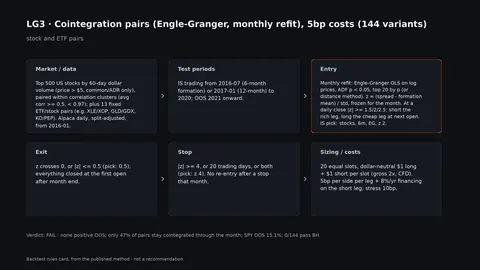 LG3 · Cointegration pairs (Engle-Granger, monthly refit), 5bp costs (144 variants)
stock and ETF pairs
Market / data
Top 500 US stocks by 60-day dollar
volume (price > $5, common/ADR only),
paired within correlation clusters (avg
corr >= 0.5, < 0.97); plus 13 fixed
ETF/stock pairs (e.g. XLE/XOP, GLD/GDX,
KO/PEP). Alpaca daily, split-adjusted,
from 2016-01.
Test periods
IS trading from 2016-07 (6-month
formation) or 2017-01 (12-month) to
2020; OOS 2021 onward.
Entry
Monthly refit: Engle-Granger OLS on log
prices, ADF p < 0.05, top 20 by p (or
distance method). z = (spread - formation
mean) / std, frozen for the month. At a
daily close |z| >= 1.5/2/2.5: short the
rich leg, long the cheap leg at next open.
IS pick: stocks, 6m, EG, z 2.
Exit
z crosses 0, or |z| <= 0.5 (pick: 0.5);
everything closed at the first open
after month end.
Stop
|z| >= 4, or 20 trading days, or both
(pick: z 4). No re-entry after a stop
that month.
Sizing / costs
20 equal slots, dollar-neutral $1 long
+ $1 short per slot (gross 2x, CFD).
5bp per side per leg + 8%/yr financing
on the short leg; stress 10bp.
Verdict: FAIL · none positive OOS; only 47% of pairs stay cointegrated through the month; SPY OOS 15.1%; 0/144 pass BH.
Backtest rules card, from the published method · not a recommendation.